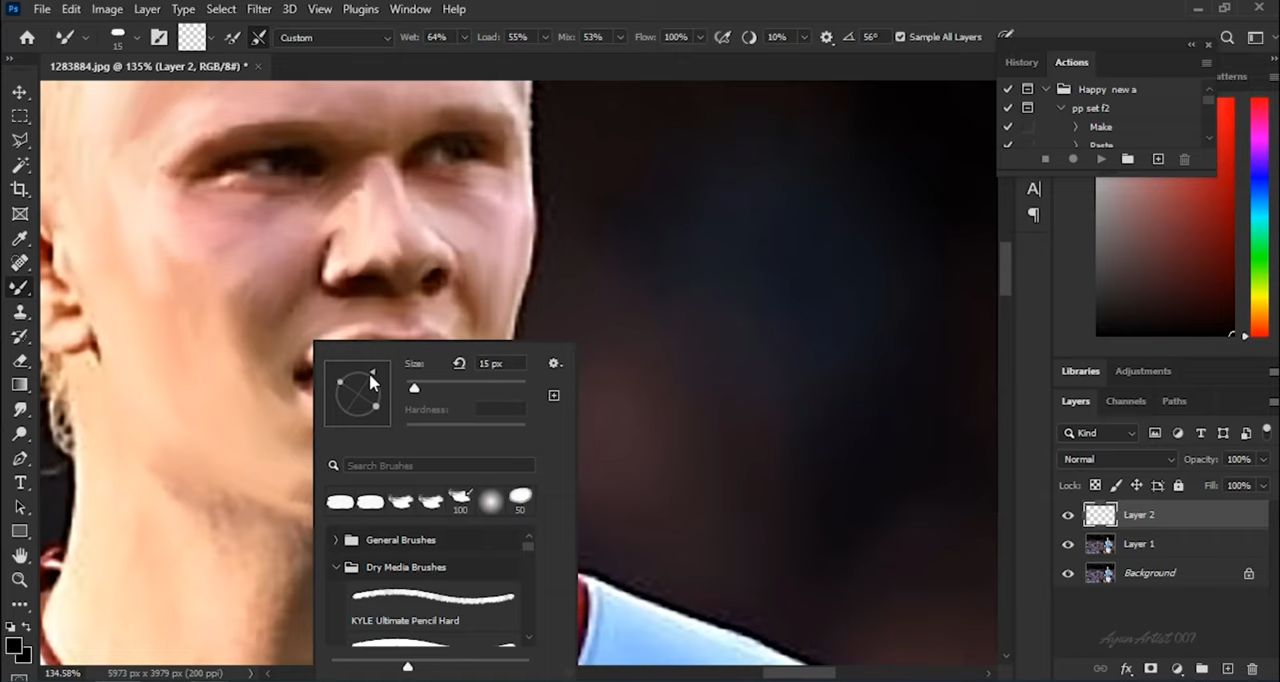 Ps File Edit Image Layer Type Select Filter 3D View Plugins Window Help
15 Custom Wet: 64% Load: 55% Mix: 53% Flow: 100% 10% 56° Sample All Layers
1283884.jpg @ 135% (Layer 2, RGB/8#) * ×
History Actions
atterns
Happy new a
pp set f2
Make
Paste
A|
Size: 15 px
Hardness:
Search Brushes
100 50
General Brushes
Dry Media Brushes
KYLE Ultimate Pencil Hard
Libraries Adjustments
Layers Channels Paths
Kind
Normal Opacity: 100%
Lock: Fill: 100%
Layer 2
Layer 1
Background
Ayan Artist 007
134.58% 5973 px x 3979 px (200 ppi)